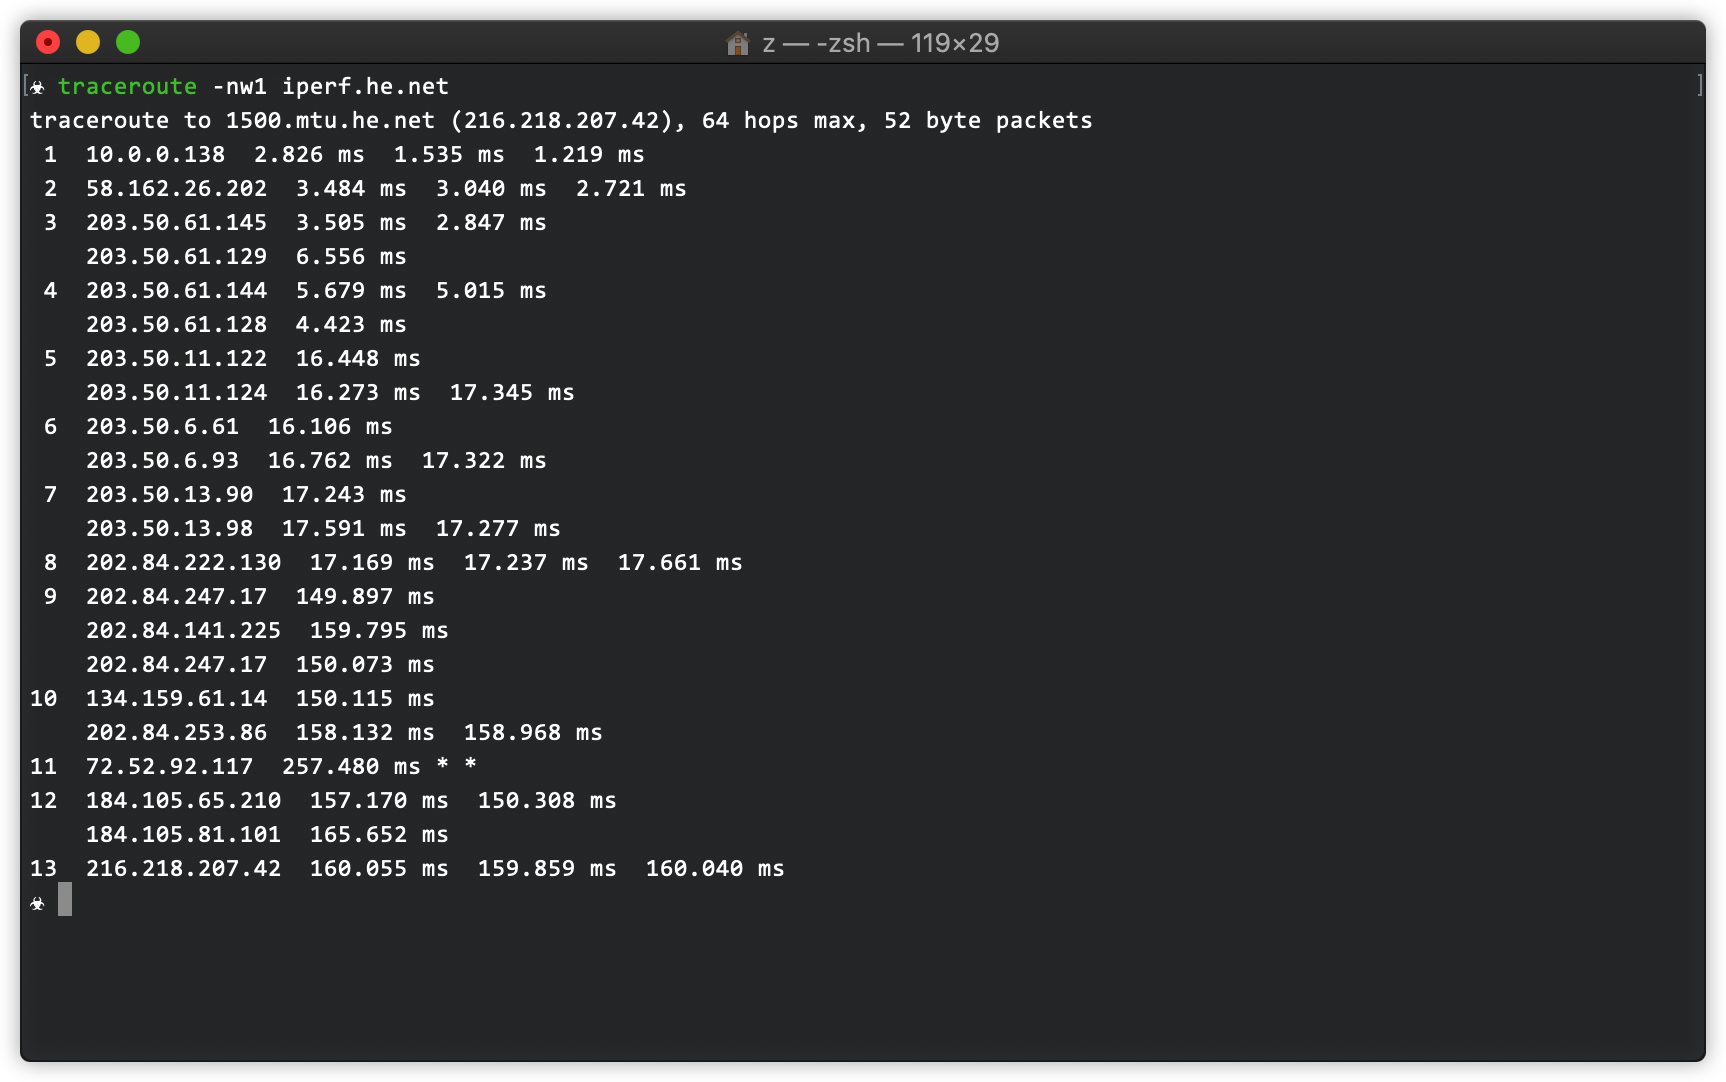 z — -zsh — 119×29
☣ traceroute -nw1 iperf.he.net
traceroute to 1500.mtu.he.net (216.218.207.42), 64 hops max, 52 byte packets
 1  10.0.0.138  2.826 ms  1.535 ms  1.219 ms
 2  58.162.26.202  3.484 ms  3.040 ms  2.721 ms
 3  203.50.61.145  3.505 ms  2.847 ms
    203.50.61.129  6.556 ms
 4  203.50.61.144  5.679 ms  5.015 ms
    203.50.61.128  4.423 ms
 5  203.50.11.122  16.448 ms
    203.50.11.124  16.273 ms  17.345 ms
 6  203.50.6.61  16.106 ms
    203.50.6.93  16.762 ms  17.322 ms
 7  203.50.13.90  17.243 ms
    203.50.13.98  17.591 ms  17.277 ms
 8  202.84.222.130  17.169 ms  17.237 ms  17.661 ms
 9  202.84.247.17  149.897 ms
    202.84.141.225  159.795 ms
    202.84.247.17  150.073 ms
10  134.159.61.14  150.115 ms
    202.84.253.86  158.132 ms  158.968 ms
11  72.52.92.117  257.480 ms * *
12  184.105.65.210  157.170 ms  150.308 ms
    184.105.81.101  165.652 ms
13  216.218.207.42  160.055 ms  159.859 ms  160.040 ms
☣